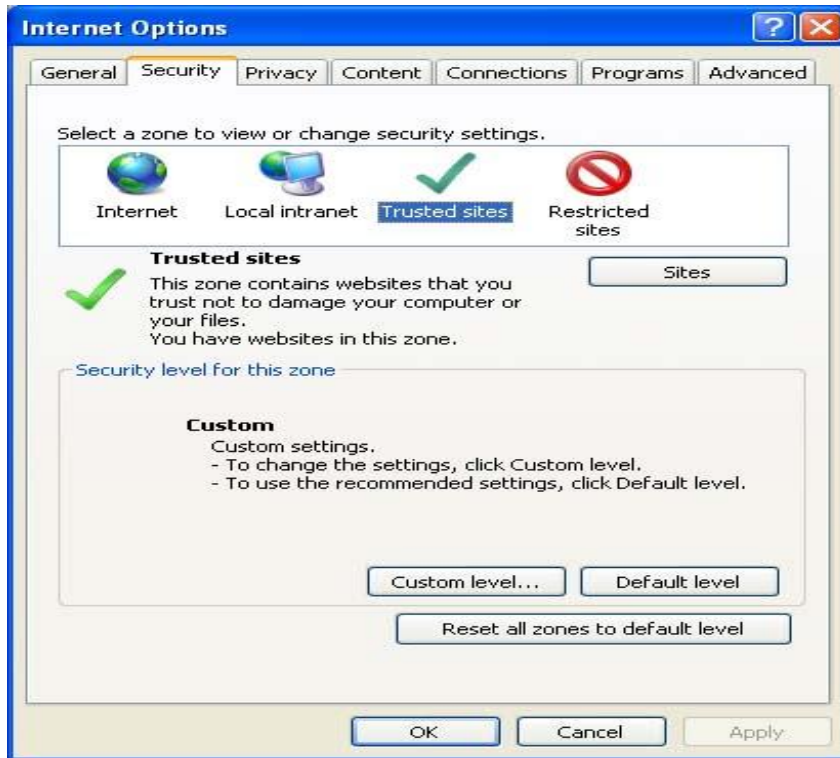 Internet Options
General Security Privacy Content Connections Programs Advanced
Select a zone to view or change security settings.
Internet Local intranet Trusted sites Restricted
sites
Trusted sites
Sites
This zone contains websites that you
trust not to damage your computer or
your files.
You have websites in this zone.
Security level for this zone
Custom
Custom settings.
- To change the settings, click Custom level.
- To use the recommended settings, click Default level.
Custom level... Default level
Reset all zones to default level
OK Cancel Apply